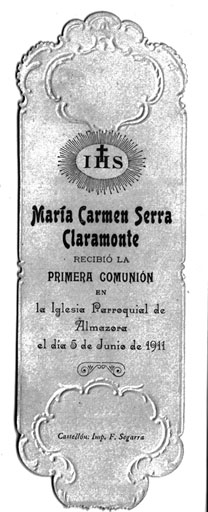 IHS
María Carmen Serra
Claramonte
RECIBIÓ LA
PRIMERA COMUNIÓN
EN
la Iglesia Parroquial de
Almazora
el día 5 de Junio de 1911
Castellón: Imp. F. Segarra